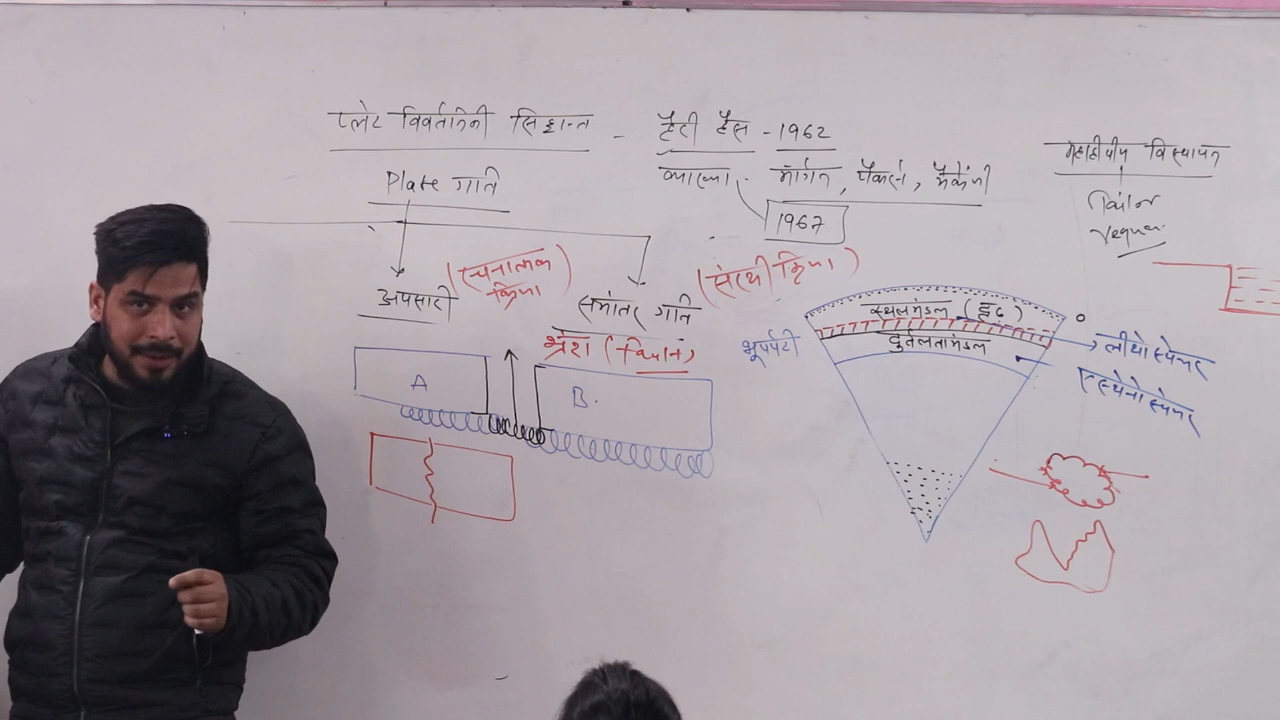 प्लेट विवर्तनिकी सिद्धान्त - हैरी हैस - 1962
व्याख्या - मॉर्गन, पार्कर, मैकेंजी
1967
Plate गति
(रचनात्मक क्रिया)
अपसारी
(संरक्षी क्रिया)
समांतर गति
भ्रंश (
A
B.
महाद्वीपीय विस्थापन
स्थलमंडल (दृढ़)
दुर्बलतामंडल
भूपर्पटी
लीथोस्फेयर
एस्थेनोस्फेयर